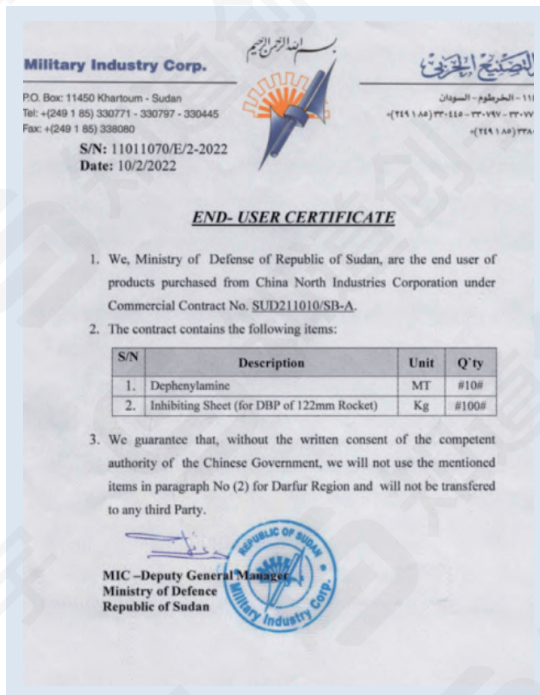 بسم الله الرحمن الرحيم
Military Industry Corp.
التصنيع الحربي
P.O. Box: 11450 Khartoum - Sudan
Tel: +(249 1 85) 330771 - 330797 - 330445
Fax: +(249 1 85) 338080
الخرطوم - السودان
S/N: 11011070/E/2-2022
Date: 10/2/2022
END- USER CERTIFICATE
1. We, Ministry of Defense of Republic of Sudan, are the end user of
products purchased from China North Industries Corporation under
Commercial Contract No. SUD211010/SB-A.
2. The contract contains the following items:
S/N Description Unit Q`ty
1. Dephenylamine MT #10#
2. Inhibiting Sheet (for DBP of 122mm Rocket) Kg #100#
3. We guarantee that, without the written consent of the competent
authority of the Chinese Government, we will not use the mentioned
items in paragraph No (2) for Darfur Region and will not be transfered
to any third Party.
MIC –Deputy General Manager
Ministry of Defence
Republic of Sudan
REPUBLIC OF SUDAN
Military Industry Corp.